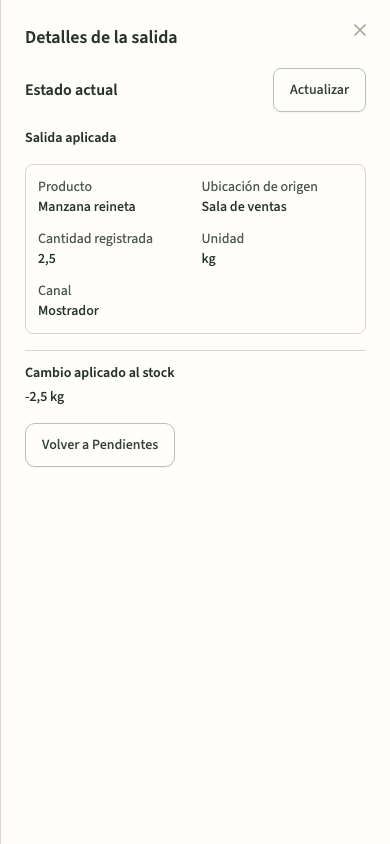 Detalles de la salida
Estado actual
Actualizar
Salida aplicada
Producto
Manzana reineta
Ubicación de origen
Sala de ventas
Cantidad registrada
2,5
Unidad
kg
Canal
Mostrador
Cambio aplicado al stock
-2,5 kg
Volver a Pendientes